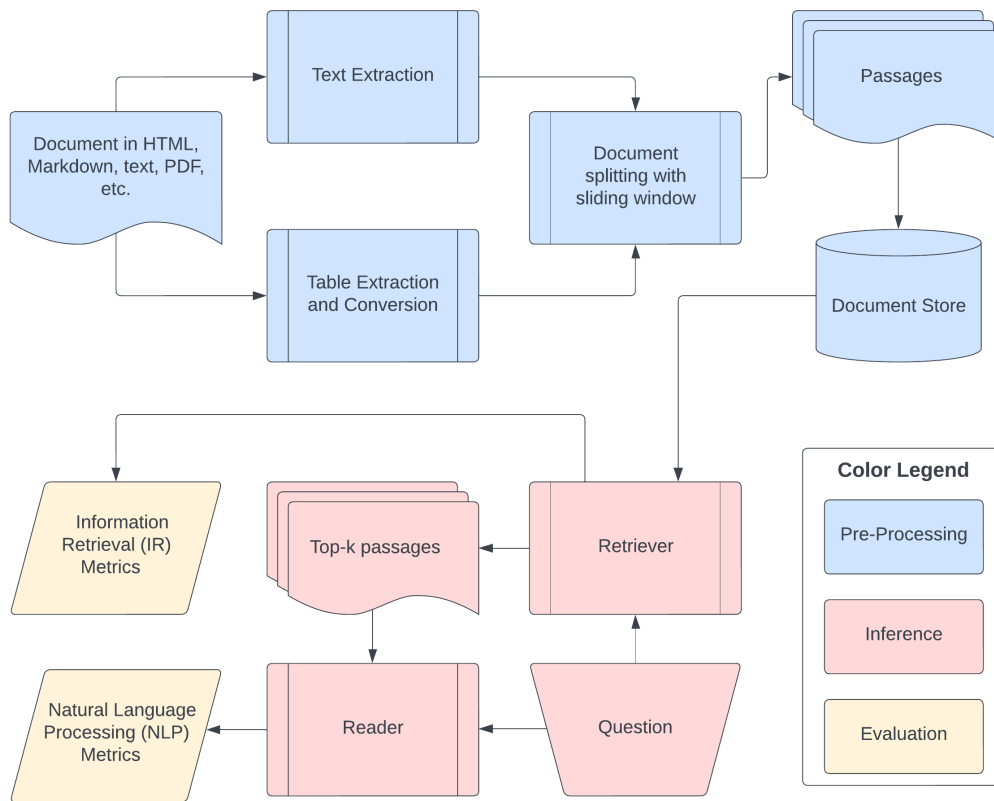 Text Extraction
Passages
Document in HTML,
Markdown, text, PDF,
etc.
Document
splitting with
sliding window
Table Extraction
and Conversion
Document Store
Color Legend
Pre-Processing
Inference
Evaluation
Information
Retrieval (IR)
Metrics
Top-k passages
Retriever
Natural Language
Processing (NLP)
Metrics
Reader
Question